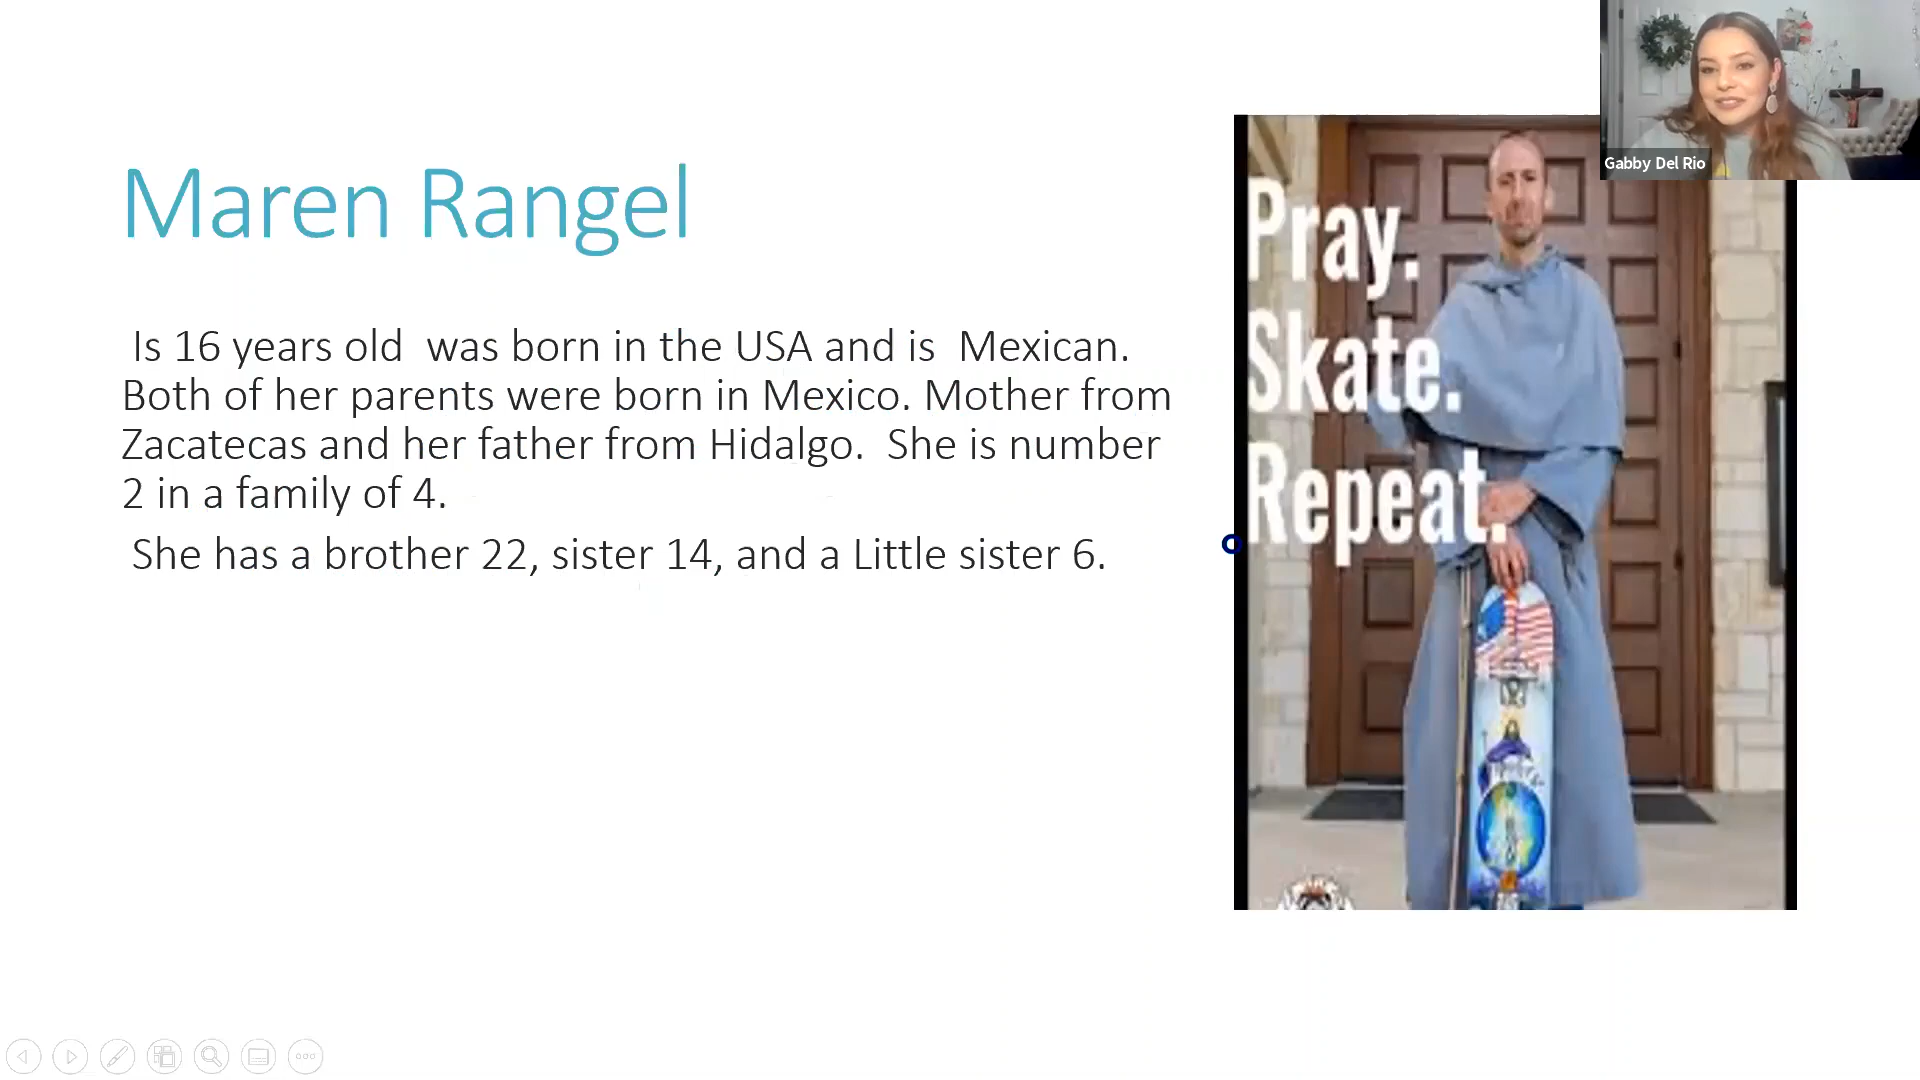 Maren Rangel
Is 16 years old  was born in the USA and is  Mexican.
Both of her parents were born in Mexico. Mother from
Zacatecas and her father from Hidalgo.  She is number
2 in a family of 4.
She has a brother 22, sister 14, and a Little sister 6.
Pray.
Skate.
Repeat.
Gabby Del Rio